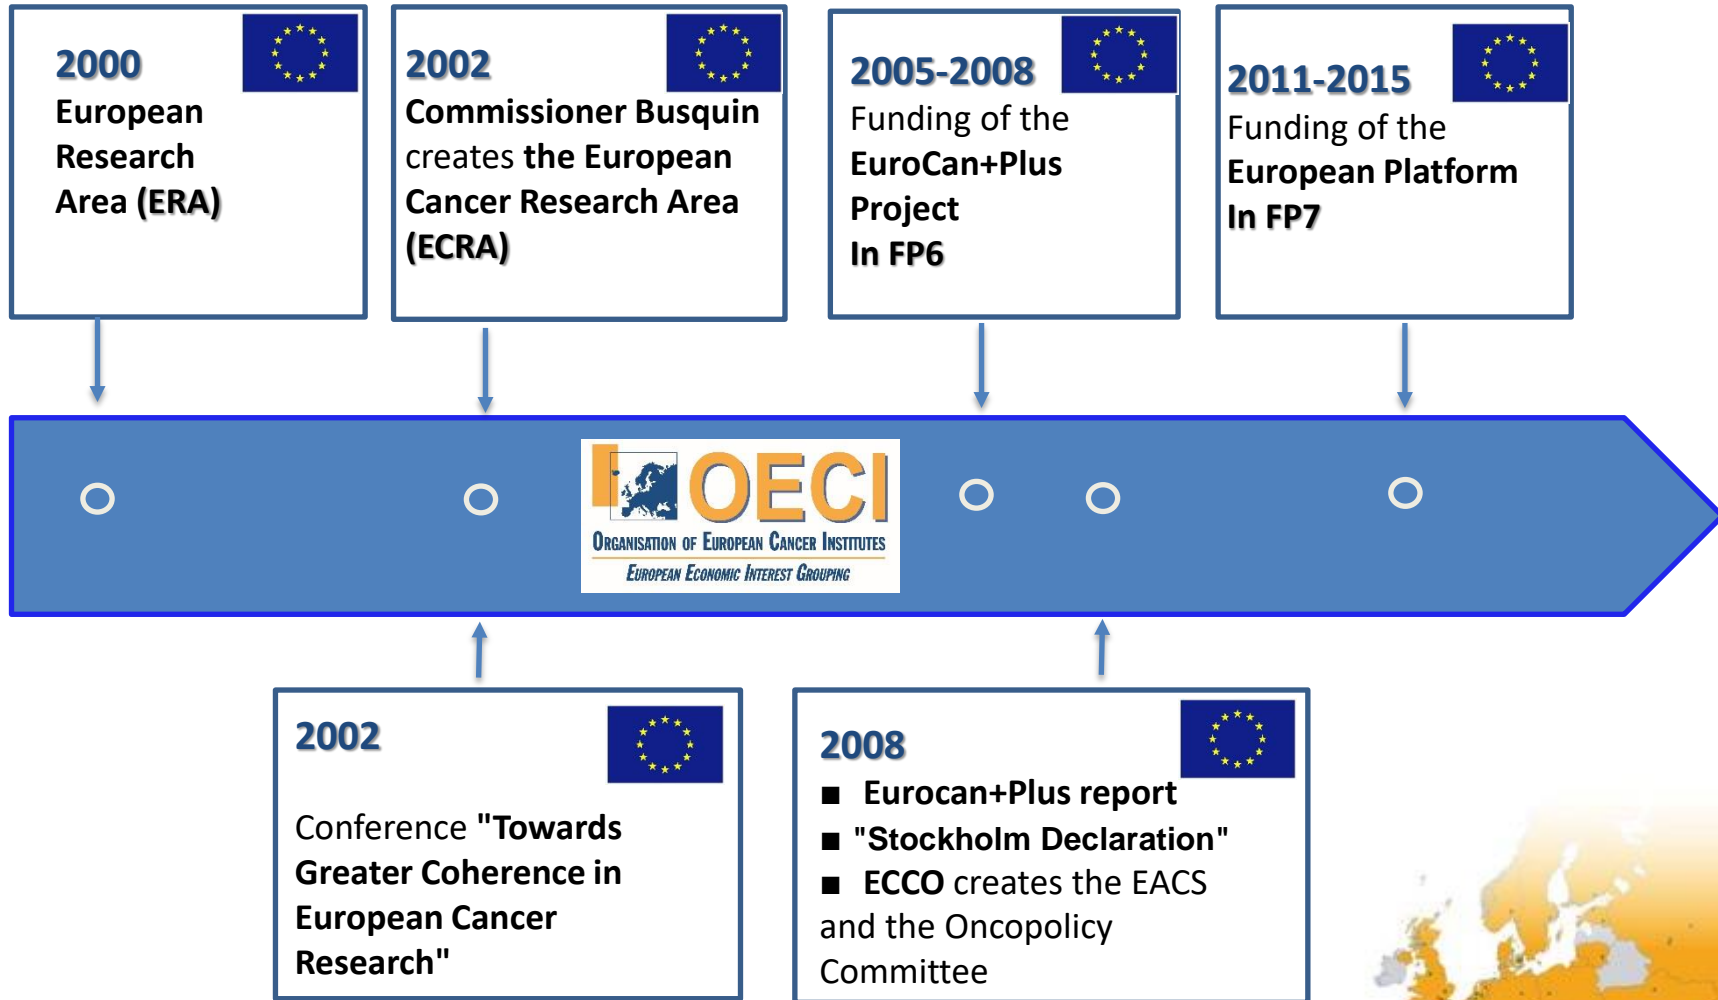 2000
European
Research
Area (ERA)
2002
Commissioner Busquin
creates the European
Cancer Research Area
(ECRA)
2005-2008
Funding of the
EuroCan+Plus
Project
In FP6
2011-2015
Funding of the
European Platform
In FP7
OECI
ORGANISATION OF EUROPEAN CANCER INSTITUTES
EUROPEAN ECONOMIC INTEREST GROUPING
2002
Conference "Towards
Greater Coherence in
European Cancer
Research"
2008
■ Eurocan+Plus report
■ "Stockholm Declaration"
■ ECCO creates the EACS
and the Oncopolicy
Committee